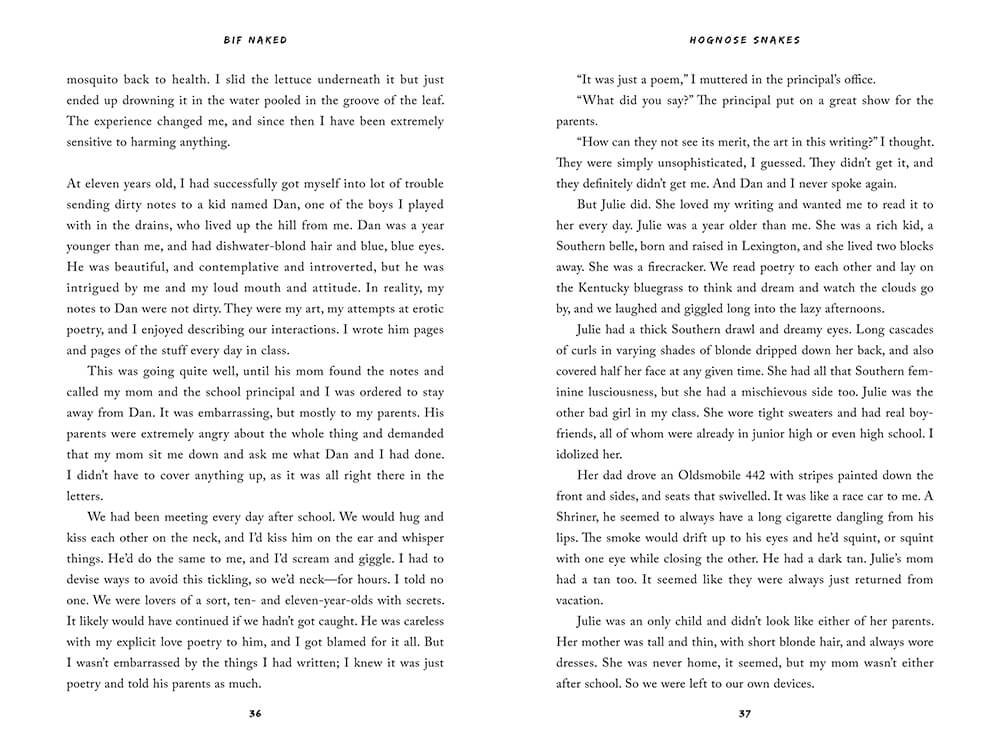 BIF NAKED
mosquito back to health. I slid the lettuce underneath it but just
ended up drowning it in the water pooled in the groove of the leaf.
The experience changed me, and since then I have been extremely
sensitive to harming anything.
At eleven years old, I had successfully got myself into lot of trouble
sending dirty notes to a kid named Dan, one of the boys I played
with in the drains, who lived up the hill from me. Dan was a year
younger than me, and had dishwater-blond hair and blue, blue eyes.
He was beautiful, and contemplative and introverted, but he was
intrigued by me and my loud mouth and attitude. In reality, my
notes to Dan were not dirty. They were my art, my attempts at erotic
poetry, and I enjoyed describing our interactions. I wrote him pages
and pages of the stuff every day in class.
This was going quite well, until his mom found the notes and
called my mom and the school principal and I was ordered to stay
away from Dan. It was embarrassing, but mostly to my parents. His
parents were extremely angry about the whole thing and demanded
that my mom sit me down and ask me what Dan and I had done.
I didn't have to cover anything up, as it was all right there in the
letters.
We had been meeting every day after school. We would hug and
kiss each other on the neck, and I'd kiss him on the ear and whisper
things. He'd do the same to me, and I'd scream and giggle. I had to
devise ways to avoid this tickling, so we'd neck—for hours. I told no
one. We were lovers of a sort, ten- and eleven-year-olds with secrets.
It likely would have continued if we hadn't got caught. He was careless
with my explicit love poetry to him, and I got blamed for it all. But
I wasn't embarrassed by the things I had written; I knew it was just
poetry and told his parents as much.
36
HOGNOSE SNAKES
“It was just a poem,” I muttered in the principal's office.
“What did you say?” The principal put on a great show for the
parents.
“How can they not see its merit, the art in this writing?” I thought.
They were simply unsophisticated, I guessed. They didn't get it, and
they definitely didn't get me. And Dan and I never spoke again.
But Julie did. She loved my writing and wanted me to read it to
her every day. Julie was a year older than me. She was a rich kid, a
Southern belle, born and raised in Lexington, and she lived two blocks
away. She was a firecracker. We read poetry to each other and lay on
the Kentucky bluegrass to think and dream and watch the clouds go
by, and we laughed and giggled long into the lazy afternoons.
Julie had a thick Southern drawl and dreamy eyes. Long cascades
of curls in varying shades of blonde dripped down her back, and also
covered half her face at any given time. She had all that Southern fem-
inine lusciousness, but she had a mischievous side too. Julie was the
other bad girl in my class. She wore tight sweaters and had real boy-
friends, all of whom were already in junior high or even high school. I
idolized her.
Her dad drove an Oldsmobile 442 with stripes painted down the
front and sides, and seats that swivelled. It was like a race car to me. A
Shriner, he seemed to always have a long cigarette dangling from his
lips. The smoke would drift up to his eyes and he'd squint, or squint
with one eye while closing the other. He had a dark tan. Julie's mom
had a tan too. It seemed like they were always just returned from
vacation.
Julie was an only child and didn't look like either of her parents.
Her mother was tall and thin, with short blonde hair, and always wore
dresses. She was never home, it seemed, but my mom wasn't either
after school. So we were left to our own devices.
37